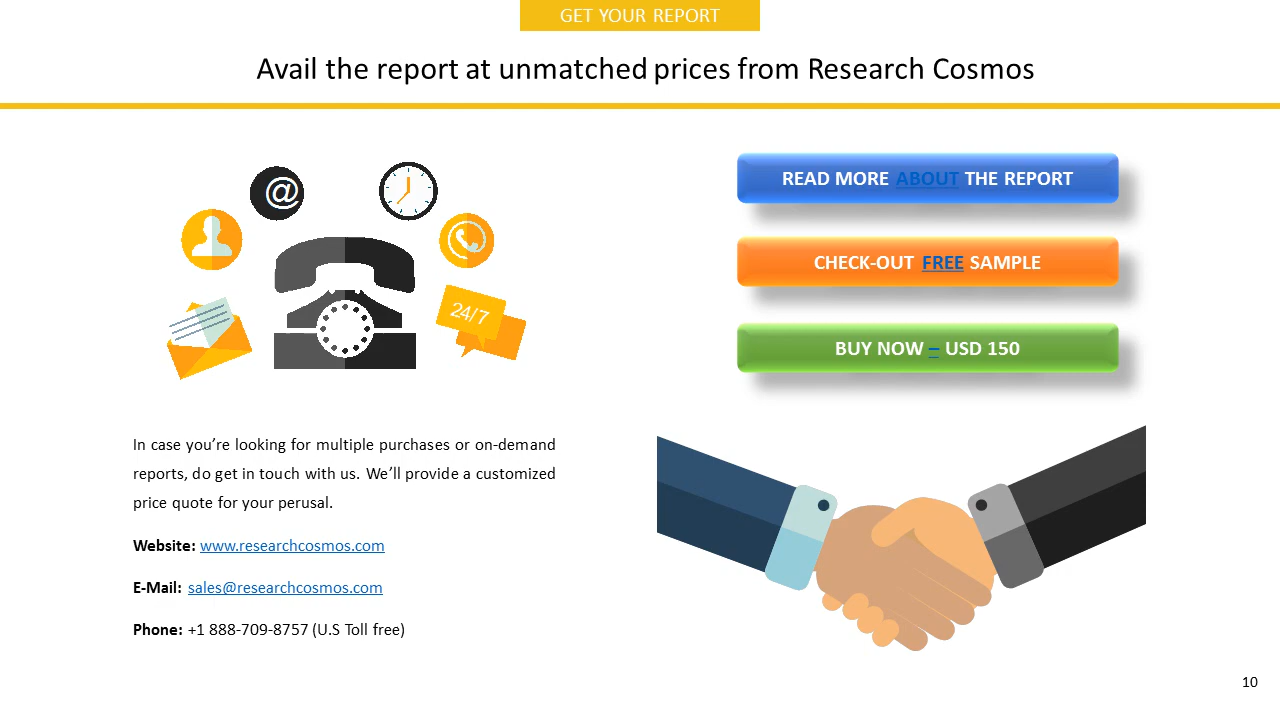 GET YOUR REPORT
Avail the report at unmatched prices from Research Cosmos
@
24/7
READ MORE ABOUT THE REPORT
CHECK-OUT FREE SAMPLE
BUY NOW – USD 150
In case you’re looking for multiple purchases or on-demand
reports, do get in touch with us. We’ll provide a customized
price quote for your perusal.
Website: www.researchcosmos.com
E-Mail: sales@researchcosmos.com
Phone: +1 888-709-8757 (U.S Toll free)
10